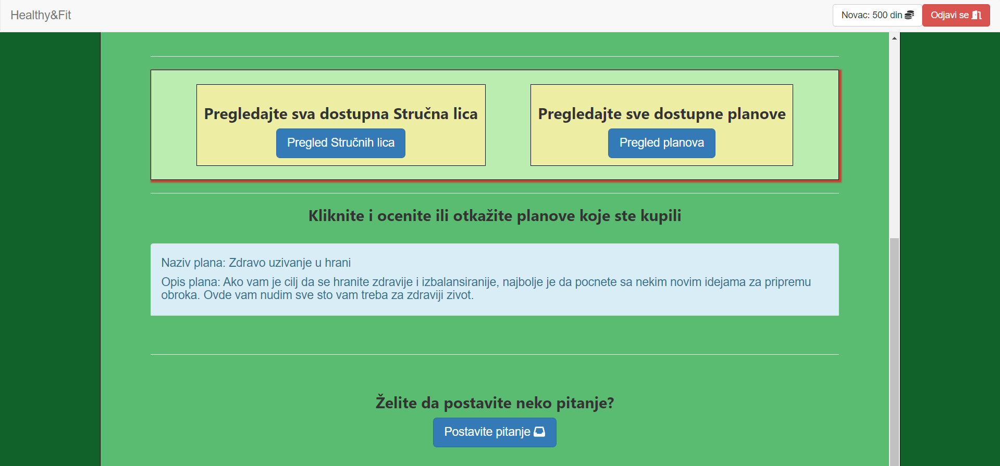 Healthy&Fit
Novac: 500 din
Odjavi se
Pregledajte sva dostupna Stručna lica
Pregled Stručnih lica
Pregledajte sve dostupne planove
Pregled planova
Kliknite i ocenite ili otkažite planove koje ste kupili
Naziv plana: Zdravo uzivanje u hrani
Opis plana: Ako vam je cilj da se hranite zdravije i izbalansiranije, najbolje je da pocnete sa nekim novim idejama za pripremu
obroka. Ovde vam nudim sve sto vam treba za zdraviji zivot.
Želite da postavite neko pitanje?
Postavite pitanje